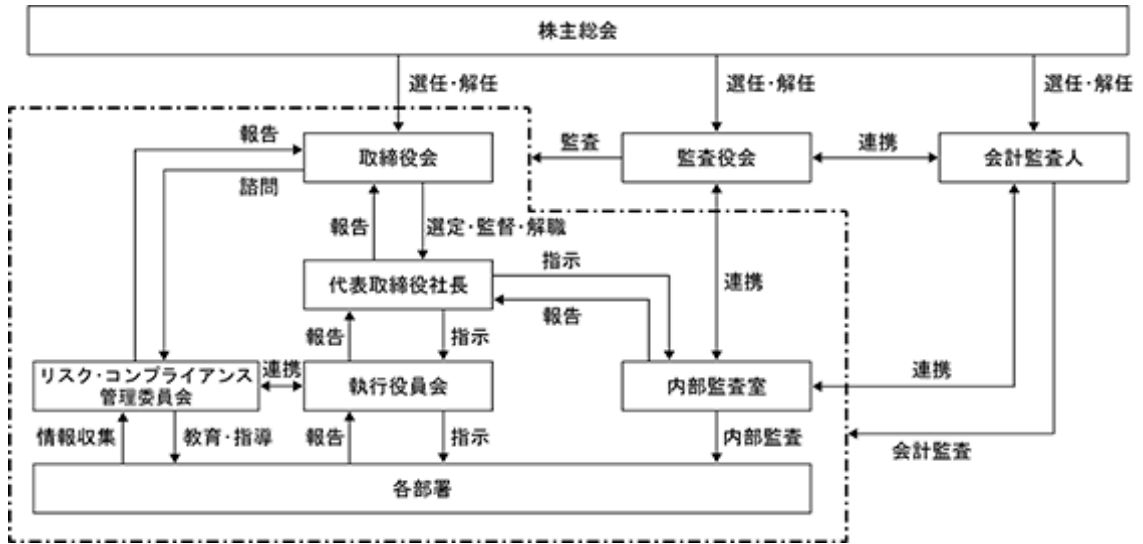 株主総会
選任・解任
選任・解任
選任・解任
報告
取締役会
監査
監査役会
連携
会計監査人
諮問
報告
選定・監督・解職
指示
代表取締役社長
連携
報告
報告
指示
リスク・コンプライアンス
管理委員会
連携
執行役員会
内部監査室
連携
情報収集
教育・指導
報告
指示
内部監査
会計監査
各部署